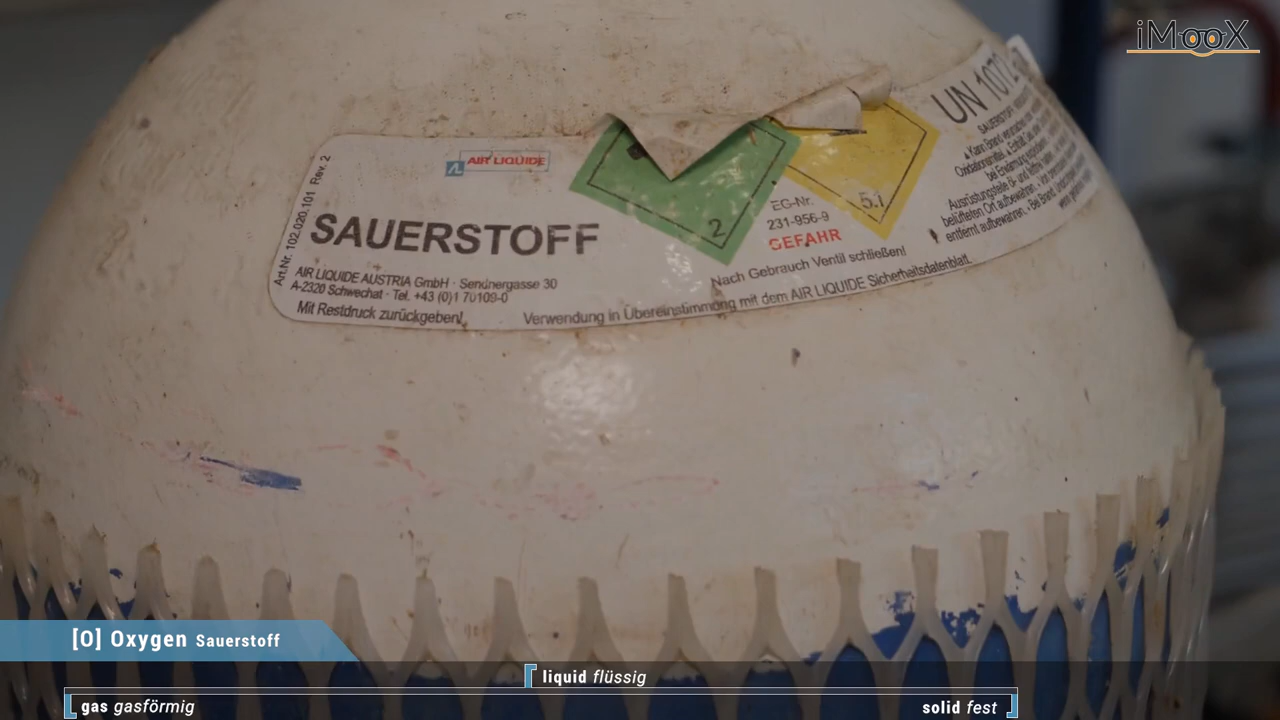 iMooX
Art.Nr. 102.020.101 Rev. 2
AIR LIQUIDE
SAUERSTOFF
AIR LIQUIDE AUSTRIA GmbH · Sendnergasse 30
A-2320 Schwechat · Tel. +43 (0)1 70109-0
Mit Restdruck zurückgeben!
2
5.1
EG-Nr.
231-956-9
GEFAHR
Nach Gebrauch Ventil schließen!
Verwendung in Übereinstimmung mit dem AIR LIQUIDE Sicherheitsdatenblatt.
UN 1072
SAUERSTOFF
[O] Oxygen Sauerstoff
liquid flüssig
gas gasförmig
solid fest